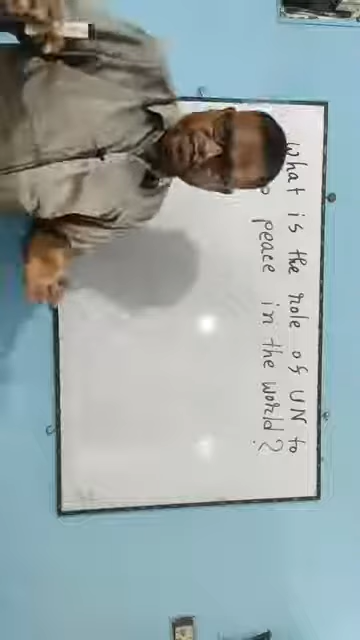 What is the role of UN to
peace in the world?